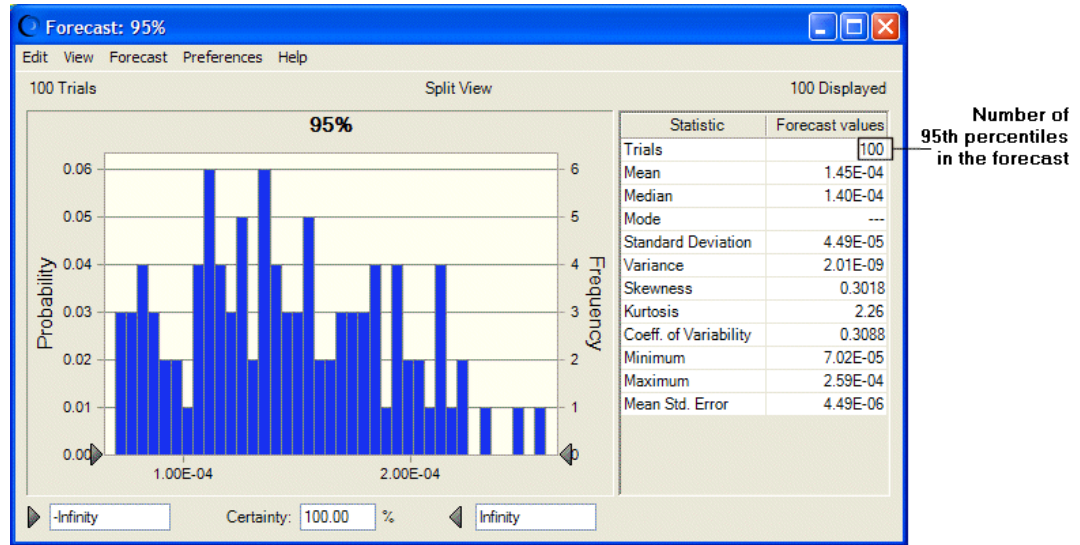 Forecast: 95%
Edit View Forecast Preferences Help
100 Trials
Split View
100 Displayed
95%
Probability
0.06
0.05
0.04
0.03
0.02
0.01
0.00
1.00E-04
2.00E-04
6
5
4
3
2
1
0
Frequency
Statistic Forecast values
Trials 100
Mean 1.45E-04
Median 1.40E-04
Mode ---
Standard Deviation 4.49E-05
Variance 2.01E-09
Skewness 0.3018
Kurtosis 2.26
Coeff. of Variability 0.3088
Minimum 7.02E-05
Maximum 2.59E-04
Mean Std. Error 4.49E-06
Number of
95th percentiles
in the forecast
-Infinity
Certainty: 100.00 %
Infinity